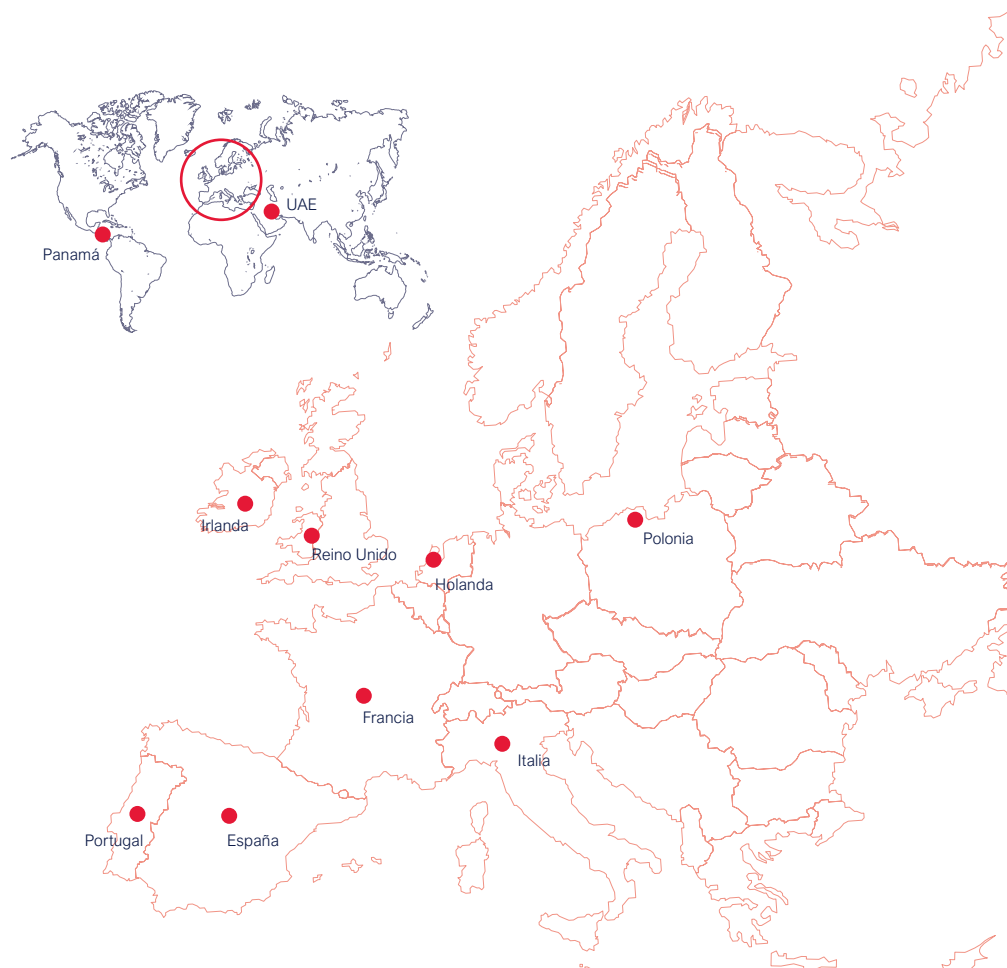 UAE
Panamá
Irlanda
Polonia
Reino Unido
Holanda
Francia
Italia
Portugal
España